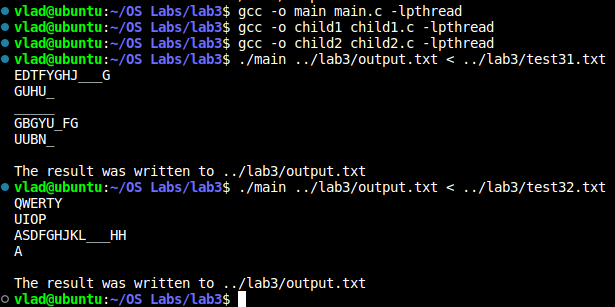 vlad@ubuntu:~/OS Labs/lab3$ gcc -o main main.c -lpthread
vlad@ubuntu:~/OS Labs/lab3$ gcc -o child1 child1.c -lpthread
vlad@ubuntu:~/OS Labs/lab3$ gcc -o child2 child2.c -lpthread
vlad@ubuntu:~/OS Labs/lab3$ ./main ../lab3/output.txt < ../lab3/test31.txt
EDTFYGHJ___G
GUHU_
_____
GBGYU_FG
UUBN_
The result was written to ../lab3/output.txt
vlad@ubuntu:~/OS Labs/lab3$ ./main ../lab3/output.txt < ../lab3/test32.txt
QWERTY
UIOP
ASDFGHJKL___HH
A
The result was written to ../lab3/output.txt
vlad@ubuntu:~/OS Labs/lab3$